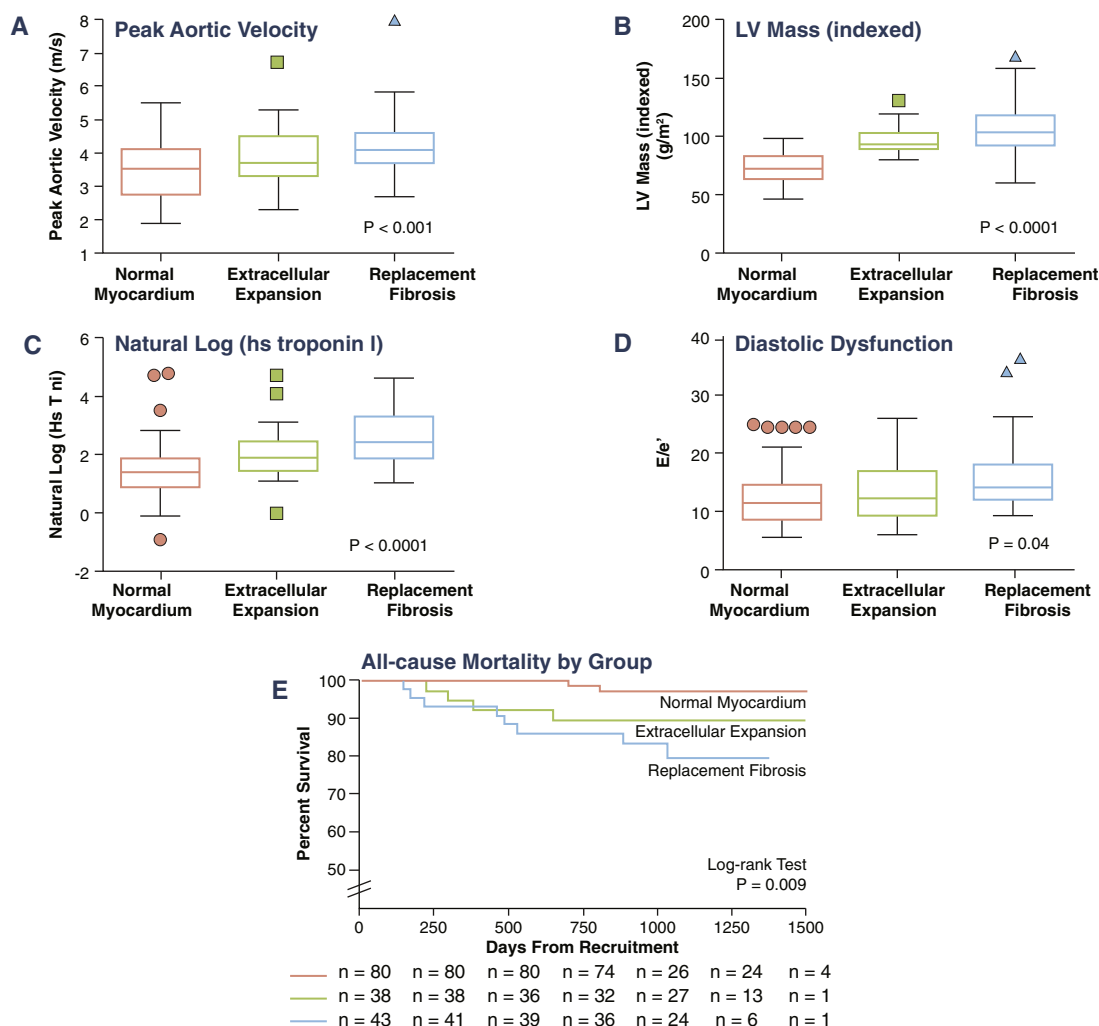 A Peak Aortic Velocity
Peak Aortic Velocity (m/s)
8
7
6
5
4
3
2
1
P < 0.001
Normal Myocardium
Extracellular Expansion
Replacement Fibrosis
B LV Mass (indexed)
LV Mass (indexed)
(g/m²)
200
150
100
50
0
P < 0.0001
Normal Myocardium
Extracellular Expansion
Replacement Fibrosis
C Natural Log (hs troponin I)
Natural Log (Hs T ni)
6
4
2
0
-2
P < 0.0001
Normal Myocardium
Extracellular Expansion
Replacement Fibrosis
D Diastolic Dysfunction
E/e'
40
30
20
10
0
P = 0.04
Normal Myocardium
Extracellular Expansion
Replacement Fibrosis
All-cause Mortality by Group
E
Percent Survival
100
90
80
70
60
50
Normal Myocardium
Extracellular Expansion
Replacement Fibrosis
Log-rank Test
P = 0.009
0 250 500 750 1000 1250 1500
Days From Recruitment
n = 80 n = 80 n = 80 n = 74 n = 26 n = 24 n = 4
n = 38 n = 38 n = 36 n = 32 n = 27 n = 13 n = 1
n = 43 n = 41 n = 39 n = 36 n = 24 n = 6 n = 1